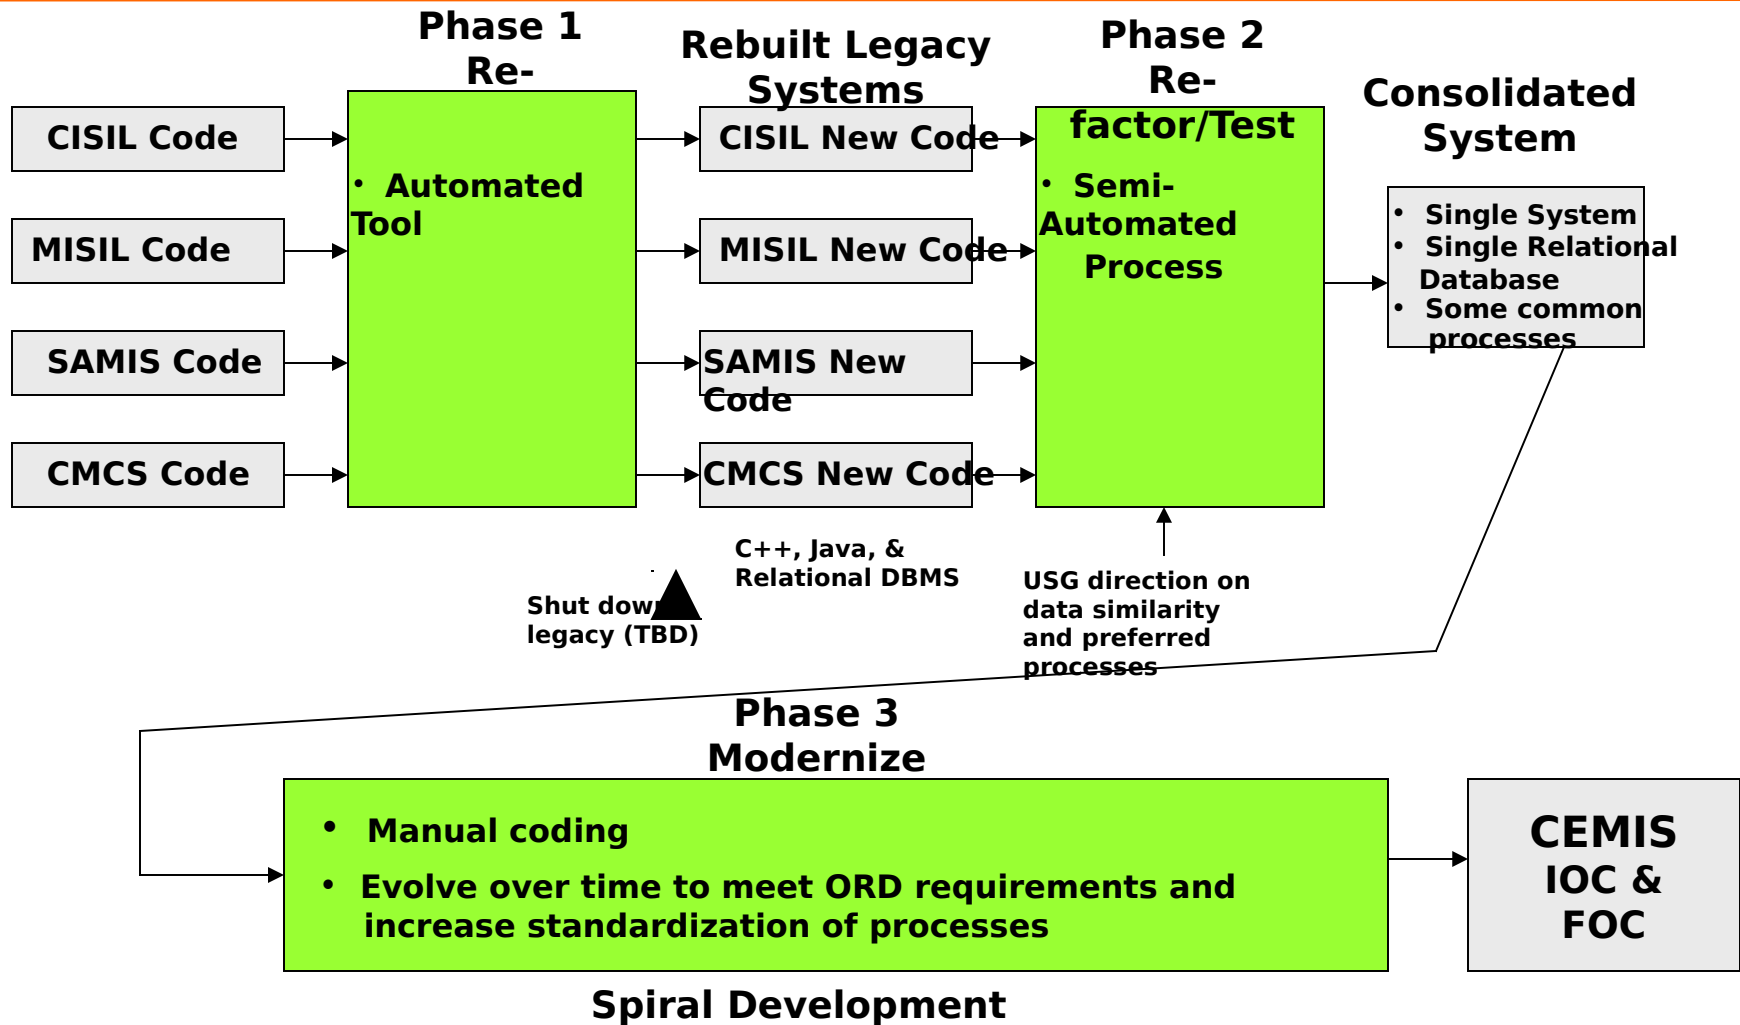 Phase 1
Re-
Rebuilt Legacy
Systems
Phase 2
Re-
factor/Test
Consolidated
System
CISIL Code
MISIL Code
SAMIS Code
CMCS Code
• Automated
Tool
CISIL New Code
MISIL New Code
SAMIS New
Code
CMCS New Code
• Semi-
Automated
Process
• Single System
• Single Relational
Database
• Some common
processes
C++, Java, &
Relational DBMS
Shut down
legacy (TBD)
USG direction on
data similarity
and preferred
processes
Phase 3
Modernize
• Manual coding
• Evolve over time to meet ORD requirements and
increase standardization of processes
CEMIS
IOC &
FOC
Spiral Development